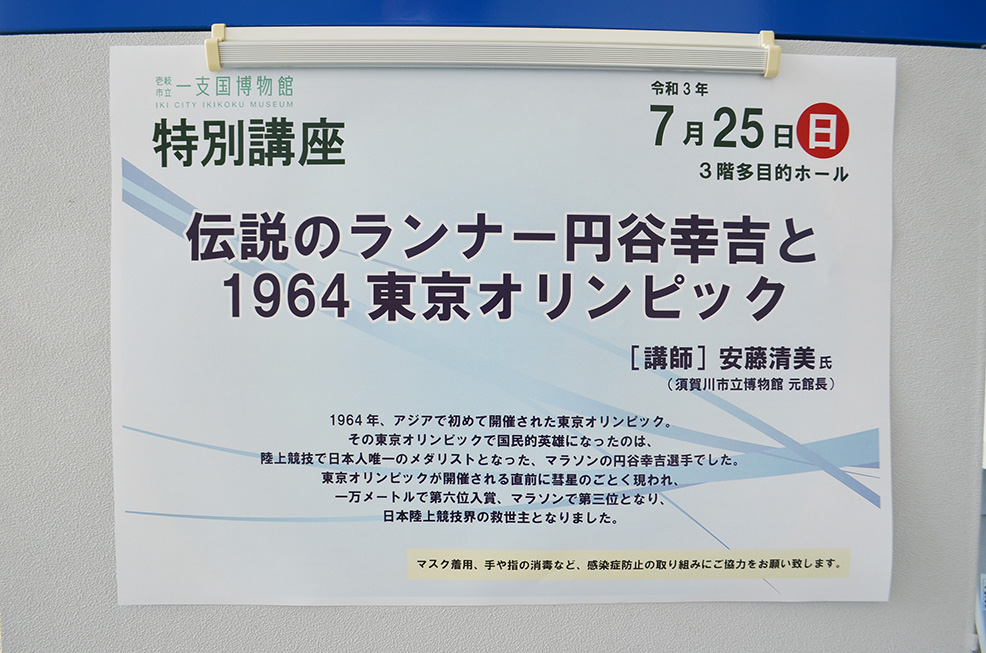 壱岐市立 一支国博物館
IKI CITY IKIKOKU MUSEUM
特別講座
令和3年
7月25日 日
3階多目的ホール
伝説のランナー円谷幸吉と
1964 東京オリンピック
［講師］ 安藤清美氏
（須賀川市立博物館 元館長）
1964年、アジアで初めて開催された東京オリンピック。
その東京オリンピックで国民的英雄になったのは、
陸上競技で日本人唯一のメダリストとなった、マラソンの円谷幸吉選手でした。
東京オリンピックが開催される直前に彗星のごとく現われ、
一万メートルで第六位入賞、マラソンで第三位となり、
日本陸上競技界の救世主となりました。
マスク着用、手や指の消毒など、感染症防止の取り組みにご協力をお願い致します。